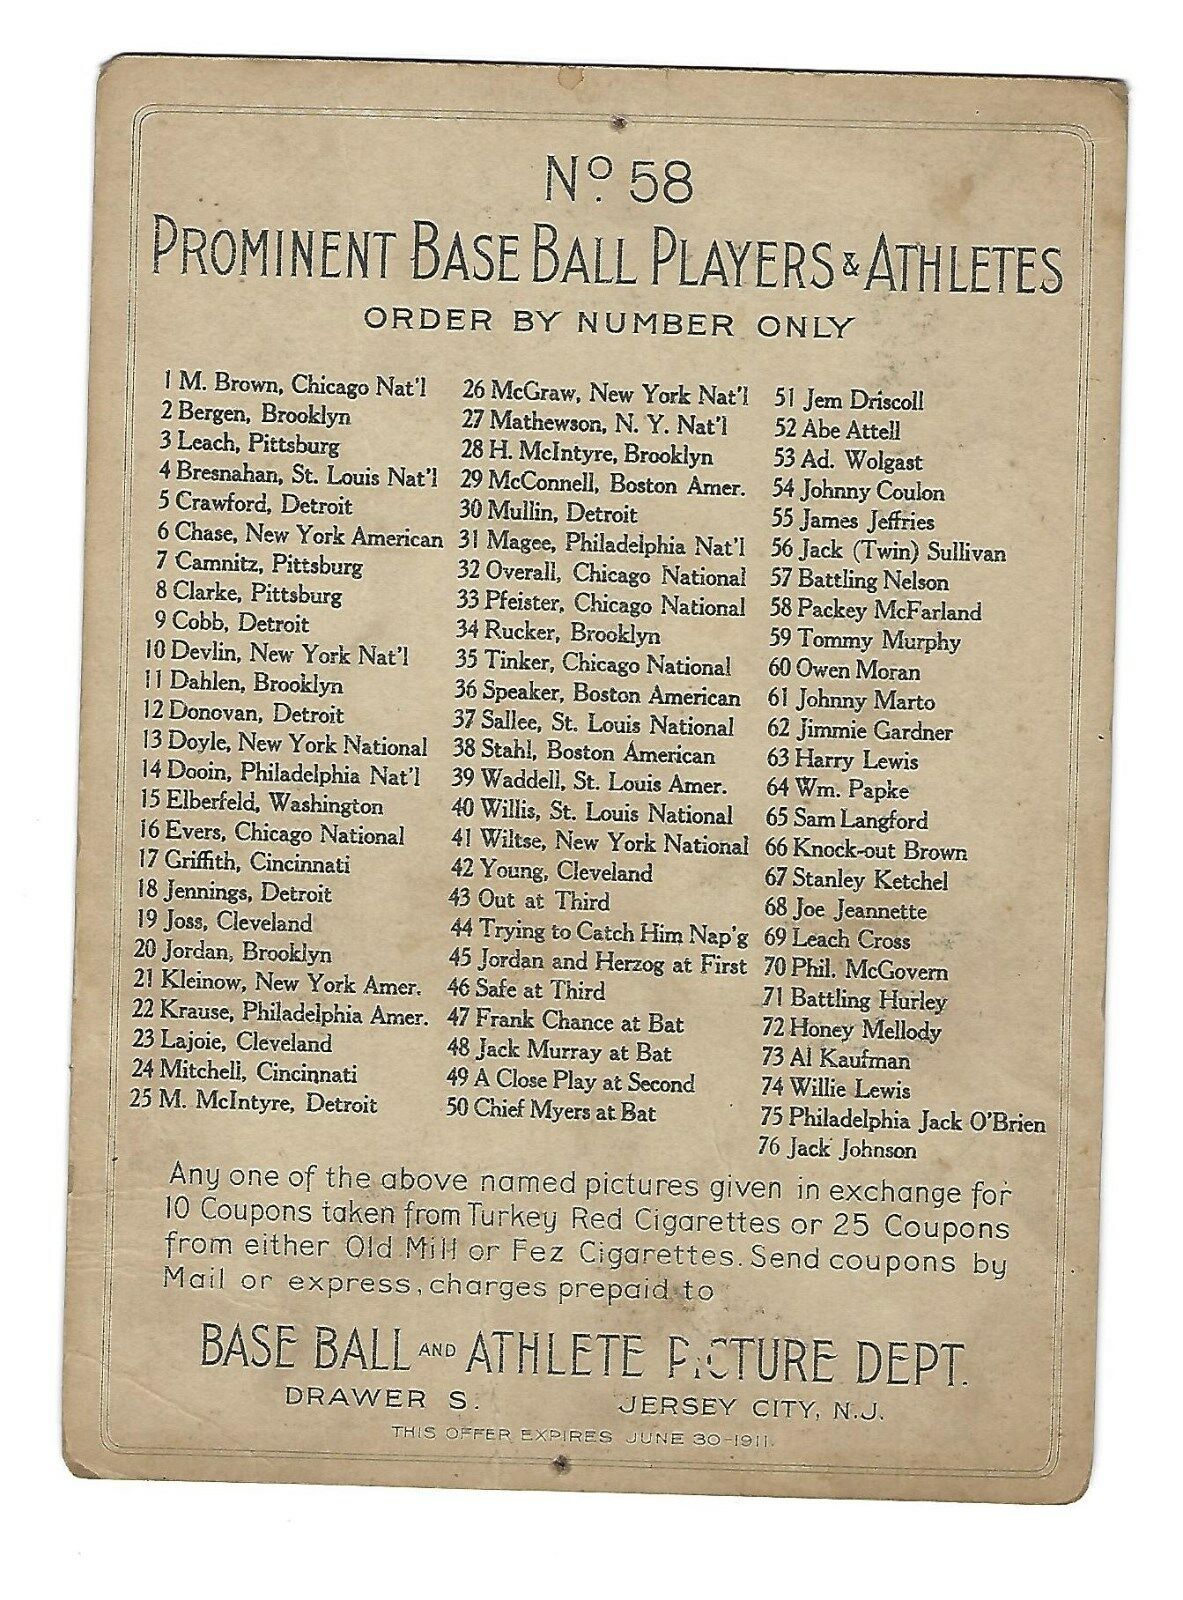 No. 58
PROMINENT BASE BALL PLAYERS & ATHLETES
ORDER BY NUMBER ONLY
1 M. Brown, Chicago Nat'l
2 Bergen, Brooklyn
3 Leach, Pittsburg
4 Bresnahan, St. Louis Nat'l
5 Crawford, Detroit
6 Chase, New York American
7 Camnitz, Pittsburg
8 Clarke, Pittsburg
9 Cobb, Detroit
10 Devlin, New York Nat'l
11 Dahlen, Brooklyn
12 Donovan, Detroit
13 Doyle, New York National
14 Dooin, Philadelphia Nat'l
15 Elberfeld, Washington
16 Evers, Chicago National
17 Griffith, Cincinnati
18 Jennings, Detroit
19 Joss, Cleveland
20 Jordan, Brooklyn
21 Kleinow, New York Amer.
22 Krause, Philadelphia Amer.
23 Lajoie, Cleveland
24 Mitchell, Cincinnati
25 M. McIntyre, Detroit
26 McGraw, New York Nat'l
27 Mathewson, N. Y. Nat'l
28 H. McIntyre, Brooklyn
29 McConnell, Boston Amer.
30 Mullin, Detroit
31 Magee, Philadelphia Nat'l
32 Overall, Chicago National
33 Pfeister, Chicago National
34 Rucker, Brooklyn
35 Tinker, Chicago National
36 Speaker, Boston American
37 Sallee, St. Louis National
38 Stahl, Boston American
39 Waddell, St. Louis Amer.
40 Willis, St. Louis National
41 Wiltse, New York National
42 Young, Cleveland
43 Out at Third
44 Trying to Catch Him Nap'g
45 Jordan and Herzog at First
46 Safe at Third
47 Frank Chance at Bat
48 Jack Murray at Bat
49 A Close Play at Second
50 Chief Myers at Bat
51 Jem Driscoll
52 Abe Attell
53 Ad. Wolgast
54 Johnny Coulon
55 James Jeffries
56 Jack (Twin) Sullivan
57 Battling Nelson
58 Packey McFarland
59 Tommy Murphy
60 Owen Moran
61 Johnny Marto
62 Jimmie Gardner
63 Harry Lewis
64 Wm. Papke
65 Sam Langford
66 Knock-out Brown
67 Stanley Ketchel
68 Joe Jeannette
69 Leach Cross
70 Phil. McGovern
71 Battling Hurley
72 Honey Mellody
73 Al Kaufman
74 Willie Lewis
75 Philadelphia Jack O'Brien
76 Jack Johnson
Any one of the above named pictures given in exchange for
10 Coupons taken from Turkey Red Cigarettes or 25 Coupons
from either Old Mill or Fez Cigarettes. Send coupons by
Mail or express, charges prepaid to
BASE BALL AND ATHLETE PICTURE DEPT.
DRAWER S. JERSEY CITY, N.J.
THIS OFFER EXPIRES JUNE 30-1911.